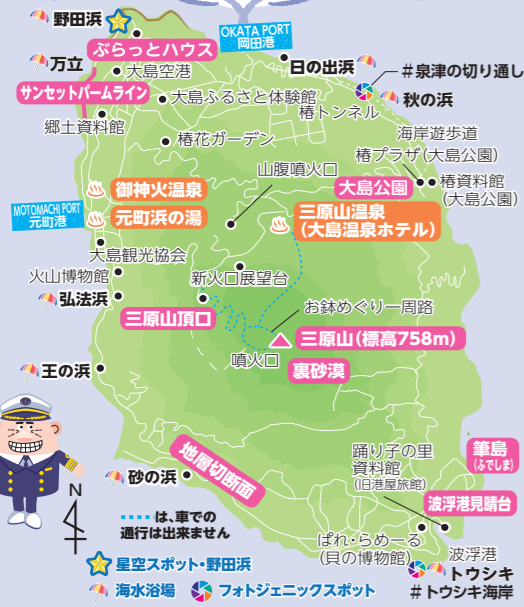 野田浜
ぶらっとハウス
OKATA PORT
岡田港
万立
大島空港
日の出浜
#泉津の切り通し
サンセットパームライン
大島ふるさと体験館
椿トンネル
秋の浜
郷土資料館
椿花ガーデン
海岸遊歩道
椿プラザ(大島公園)
山腹噴火口
大島公園
椿資料館
(大島公園)
御神火温泉
MOTOMACHI PORT
元町港
元町浜の湯
三原山温泉
(大島温泉ホテル)
大島観光協会
火山博物館
新火口展望台
弘法浜
お鉢めぐり一周路
三原山頂口
三原山(標高758m)
噴火口
裏砂漠
王の浜
地層切断面
踊り子の里
資料館
(旧港屋旅館)
筆島
(ふでしま)
砂の浜
波浮港見晴台
N
は、車での
通行は出来ません
ぱれ・らめーる
(貝の博物館)
波浮港
星空スポット・野田浜
トウシキ
海水浴場
フォトジェニックスポット
#トウシキ海岸